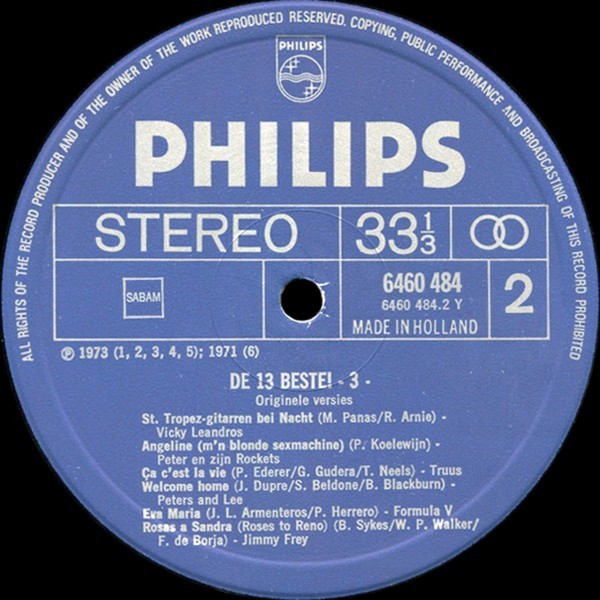 ALL RIGHTS OF THE RECORD PRODUCER AND OF THE OWNER OF THE WORK REPRODUCED RESERVED. COPYING, PUBLIC PERFORMANCE AND BROADCASTING OF THIS RECORD PROHIBITED
PHILIPS
PHILIPS
STEREO 33 1/3
SABAM
6460 484
6460 484.2 Y
2
MADE IN HOLLAND
℗ 1973 (1, 2, 3, 4, 5); 1971 (6)
DE 13 BESTE! - 3 -
Originele versies
St. Tropez-gitarren bei Nacht (M. Panas/R. Arnie) -
Vicky Leandros
Angeline (m'n blonde sexmachine) (P. Koelewijn) -
Peter en zijn Rockets
Ça c'est la vie (P. Ederer/G. Gudera/T. Neels) - Truus
Welcome home (J. Dupre/S. Beldone/B. Blackburn) -
Peters and Lee
Eva Maria (J. L. Armenteros/P. Herrero) - Formula V
Rosas a Sandra (Roses to Reno) (B. Sykes/W. P. Walker/
F. de Borja) - Jimmy Frey